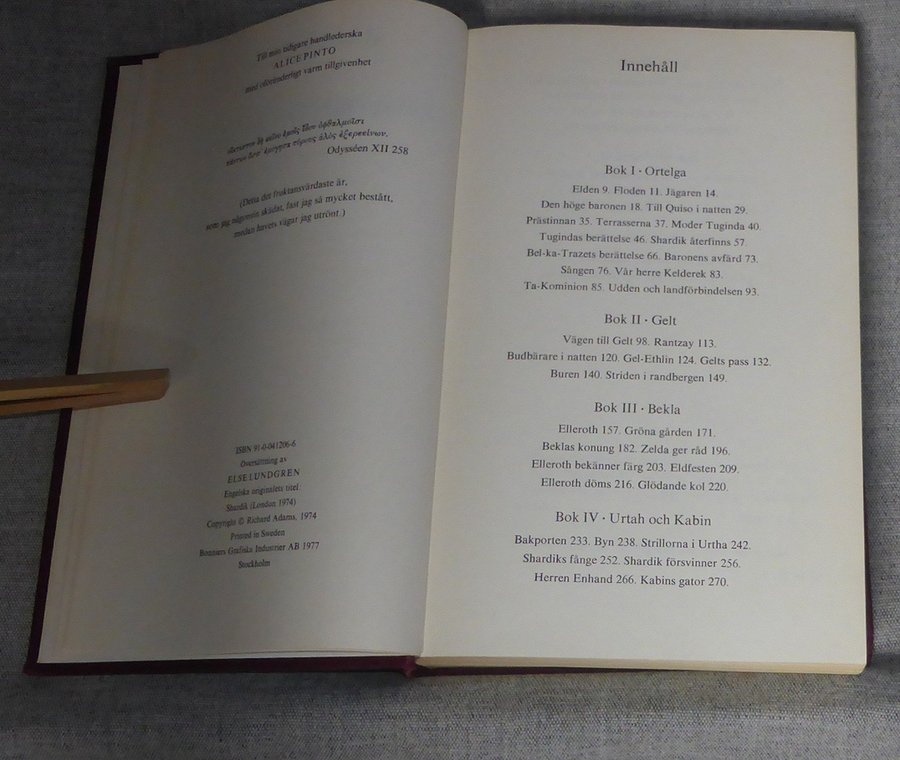 Till min tidigare handlederska
ALICE PINTO
med oföränderligt varm tillgivenhet
Odysséen XII 258
(Detta det fruktansvärdaste är,
som jag någonsin skådat, fast jag så mycket bestått,
medan havets vägar jag utrönt.)
ISBN 91-0-041206-6
Översättning av
ELSE LUNDGREN
Engelska originalets titel:
Shardik (London 1974)
Copyright © Richard Adams, 1974
Printed in Sweden
Bonniers Grafiska Industrier AB 1977
Stockholm
Innehåll
Bok I · Ortelga
Elden 9. Floden 11. Jägaren 14.
Den höge baronen 18. Till Quiso i natten 29.
Prästinnan 35. Terrasserna 37. Moder Tuginda 40.
Tugindas berättelse 46. Shardik återfinns 57.
Bel-ka-Trazets berättelse 66. Baronens avfärd 73.
Sången 76. Vår herre Kelderek 83.
Ta-Kominion 85. Udden och landförbindelsen 93.
Bok II · Gelt
Vägen till Gelt 98. Rantzay 113.
Budbärare i natten 120. Gel-Ethlin 124. Gelts pass 132.
Buren 140. Striden i randbergen 149.
Bok III · Bekla
Elleroth 157. Gröna gården 171.
Beklas konung 182. Zelda ger råd 196.
Elleroth bekänner färg 203. Eldfesten 209.
Elleroth döms 216. Glödande kol 220.
Bok IV · Urtah och Kabin
Bakporten 233. Byn 238. Strillorna i Urtha 242.
Shardiks fånge 252. Shardik försvinner 256.
Herren Enhand 266. Kabins gator 270.